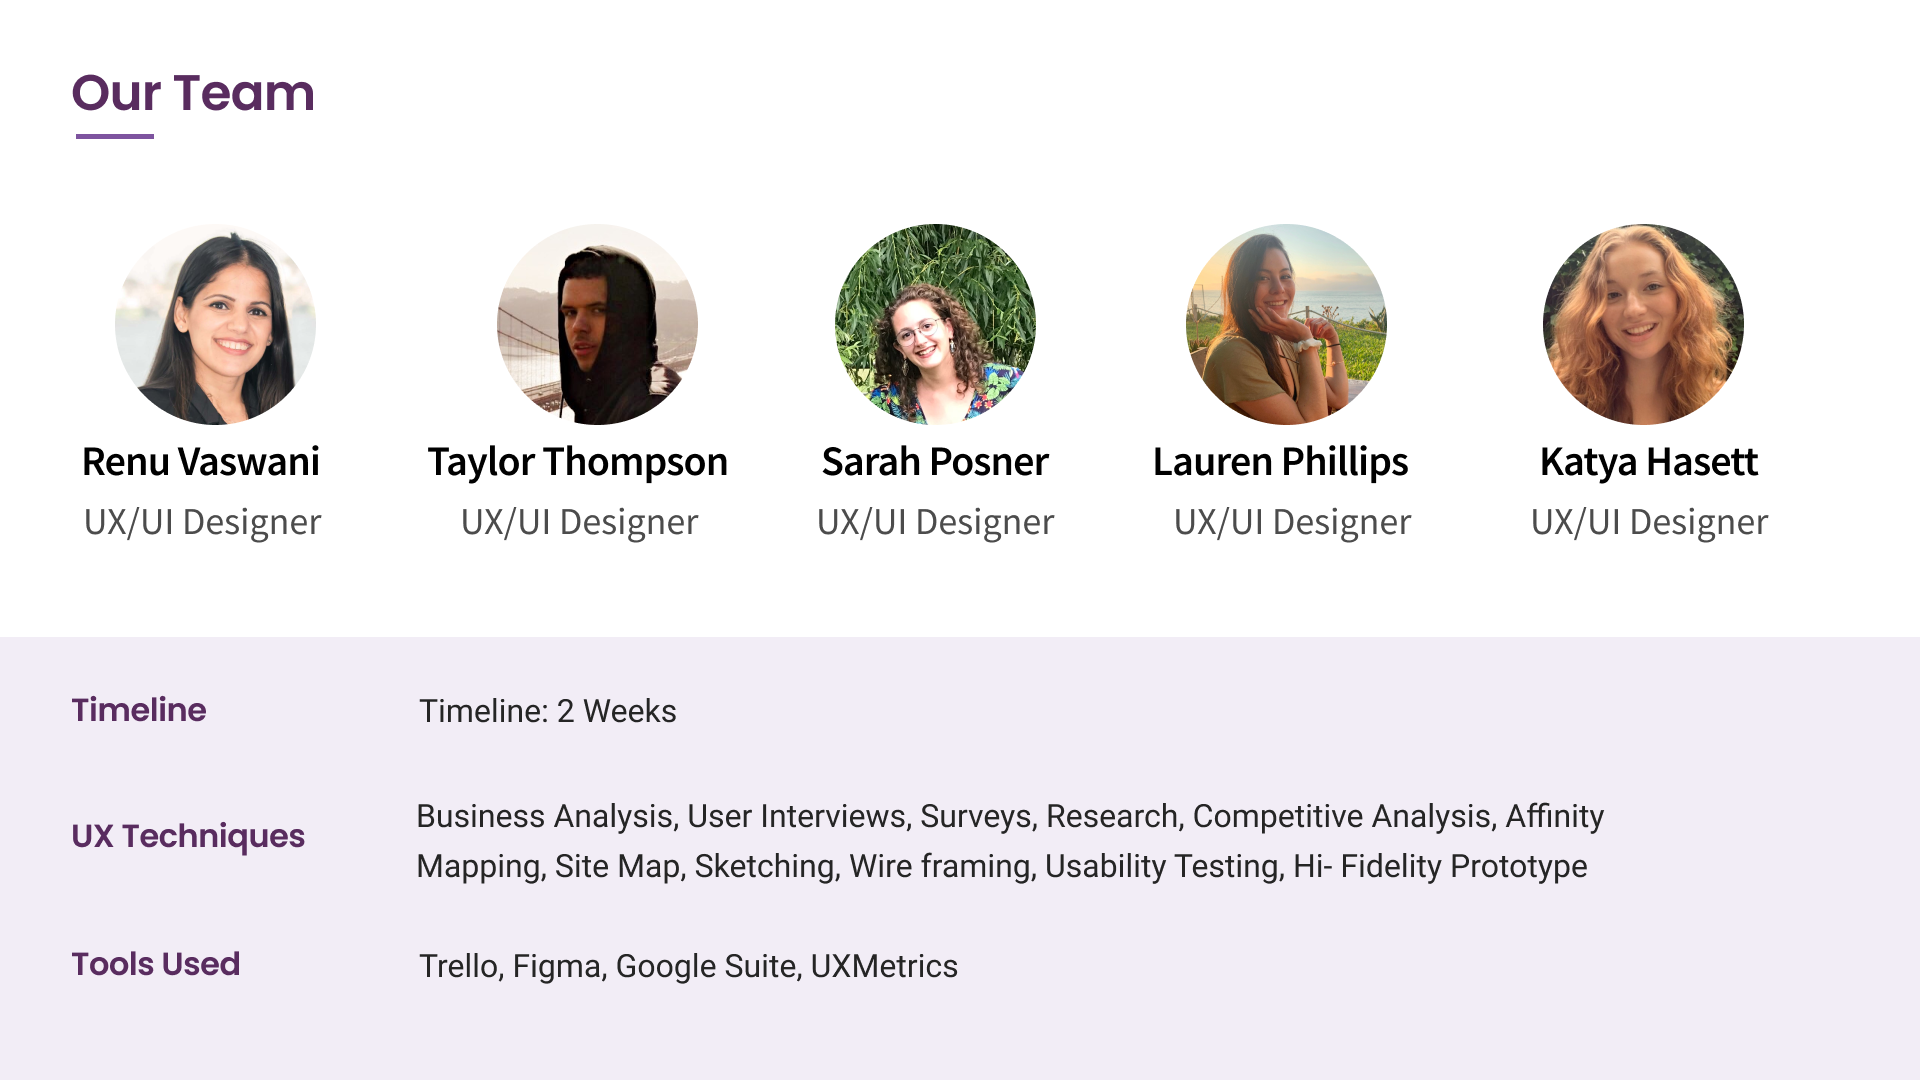 Our Team
Renu Vaswani
Taylor Thompson
Sarah Posner
Lauren Phillips
Katya Hasett
UX/UI Designer
UX/UI Designer
UX/UI Designer
UX/UI Designer
UX/UI Designer
Timeline
Timeline: 2 Weeks
UX Techniques
Business Analysis, User Interviews, Surveys, Research, Competitive Analysis, Affinity
Mapping, Site Map, Sketching, Wire framing, Usability Testing, Hi- Fidelity Prototype
Tools Used
Trello, Figma, Google Suite, UXMetrics